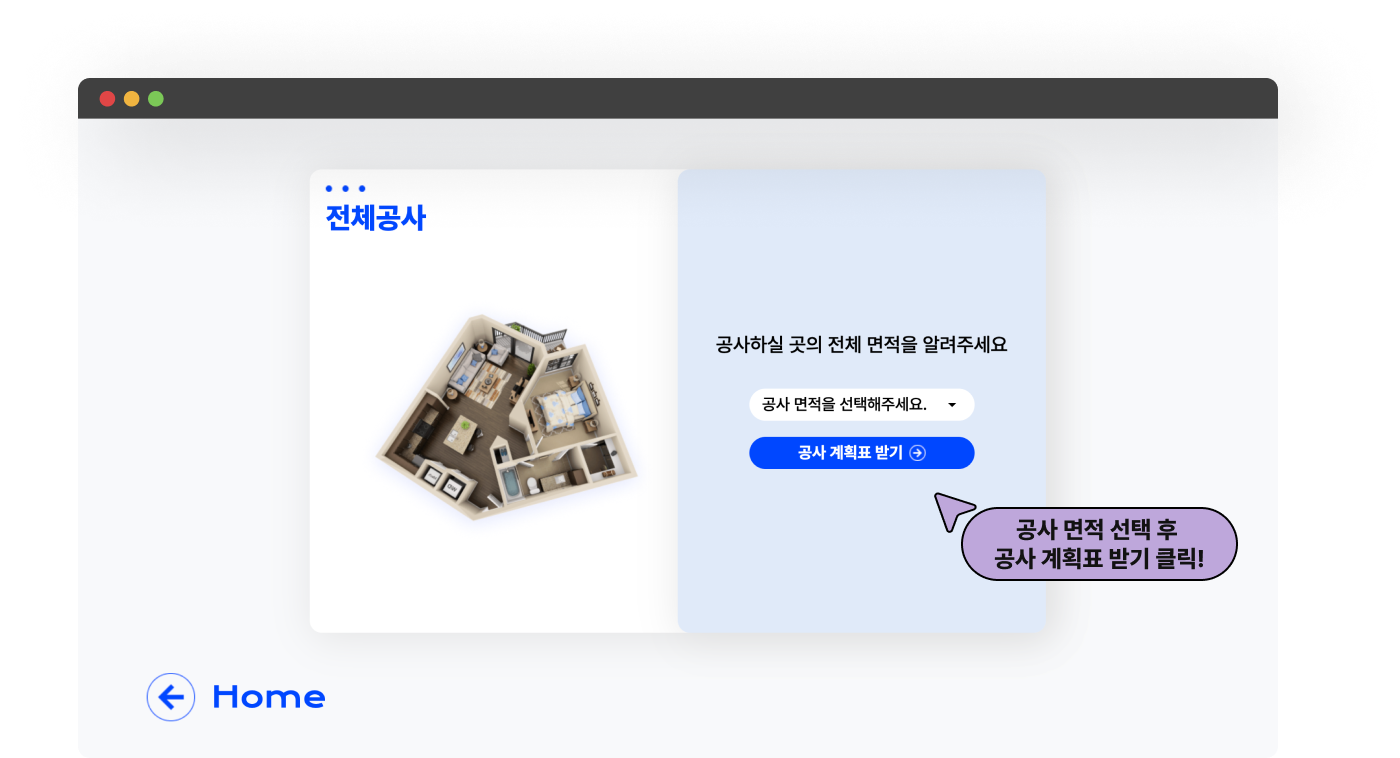 전체공사
공사하실 곳의 전체 면적을 알려주세요
공사 면적을 선택해주세요.
공사 계획표 받기
공사 면적 선택 후
공사 계획표 받기 클릭!
Home